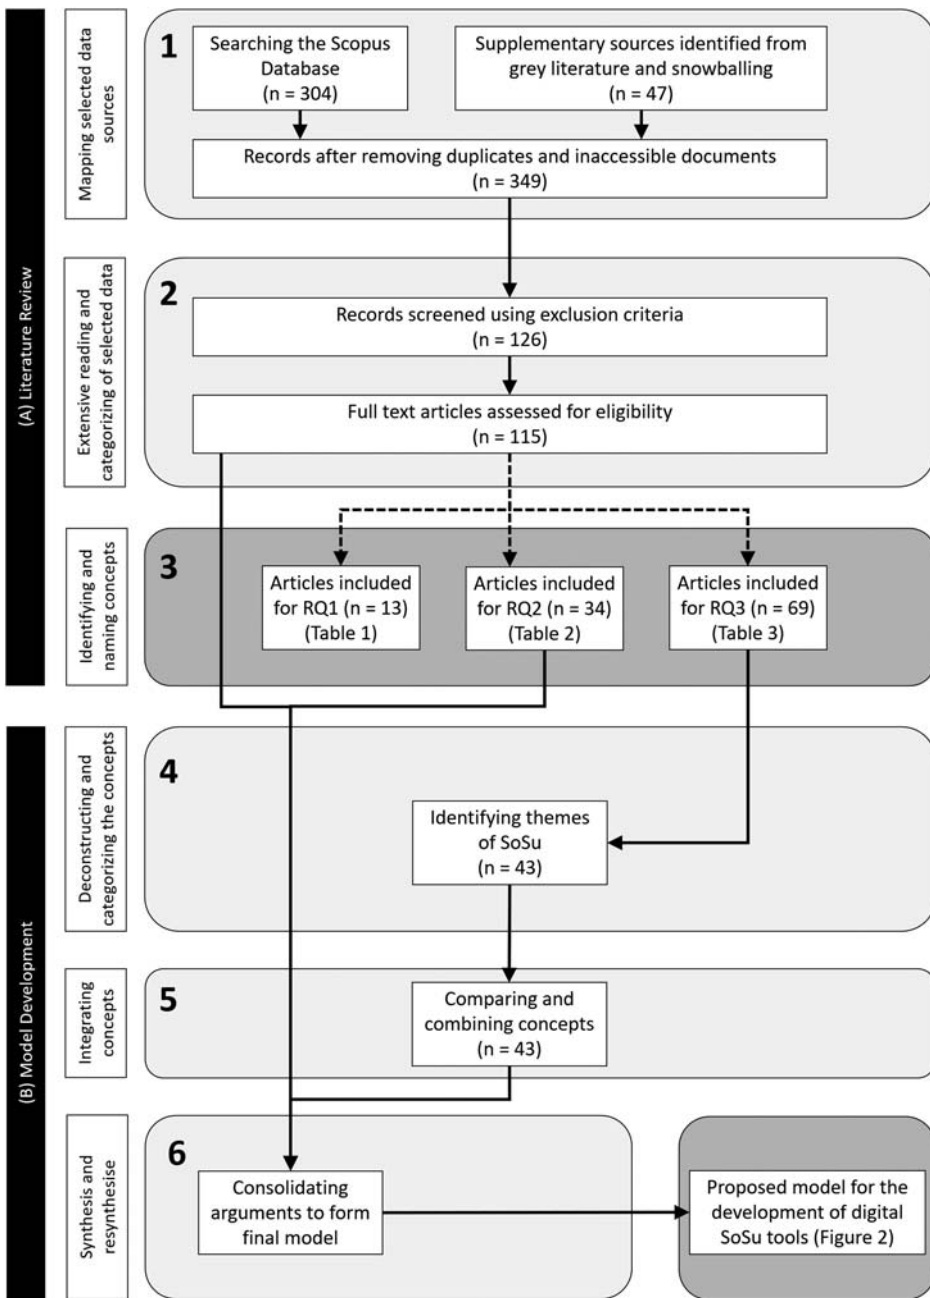 (A) Literature Review
Mapping selected data
sources
1
Searching the Scopus
Database
(n = 304)
Supplementary sources identified from
grey literature and snowballing
(n = 47)
Records after removing duplicates and inaccessible documents
(n = 349)
Extensive reading and
categorizing of selected data
2
Records screened using exclusion criteria
(n = 126)
Full text articles assessed for eligibility
(n = 115)
Identifying and
naming concepts
3
Articles included
for RQ1 (n = 13)
(Table 1)
Articles included
for RQ2 (n = 34)
(Table 2)
Articles included
for RQ3 (n = 69)
(Table 3)
(B) Model Development
Deconstructing and
categorizing the concepts
4
Identifying themes
of SoSu
(n = 43)
Integrating
concepts
5
Comparing and
combining concepts
(n = 43)
Synthesis and
resynthesise
6
Consolidating
arguments to form
final model
Proposed model for the
development of digital
SoSu tools (Figure 2)